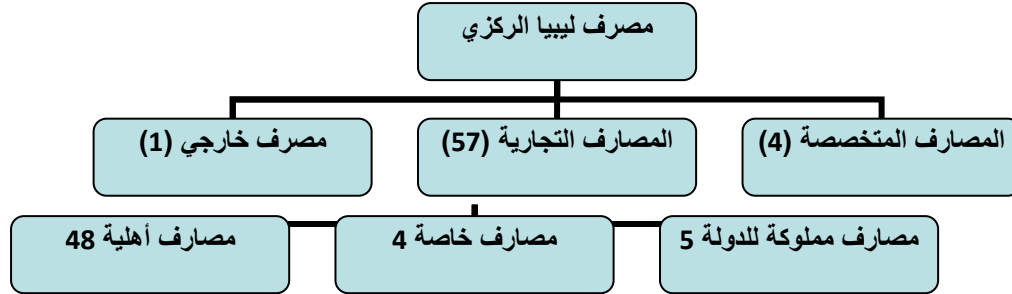 مصرف ليبيا الركزي
المصارف المتخصصة (4)
المصارف التجارية (57)
مصرف خارجي (1)
مصارف مملوكة للدولة 5
مصارف خاصة 4
مصارف أهلية 48